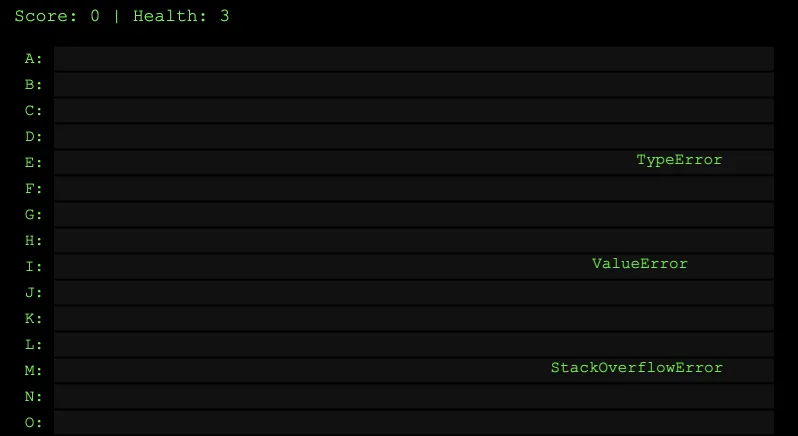 Score: 0 | Health: 3
A:
B:
C:
D:
E: TypeError
F:
G:
H:
I: ValueError
J:
K:
L:
M: StackOverflowError
N:
O: